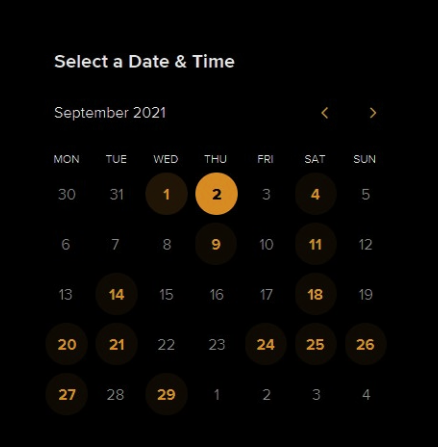 Select a Date & Time
September 2021
MON TUE WED THU FRI SAT SUN
30 31 1 2 3 4 5
6 7 8 9 10 11 12
13 14 15 16 17 18 19
20 21 22 23 24 25 26
27 28 29 1 2 3 4